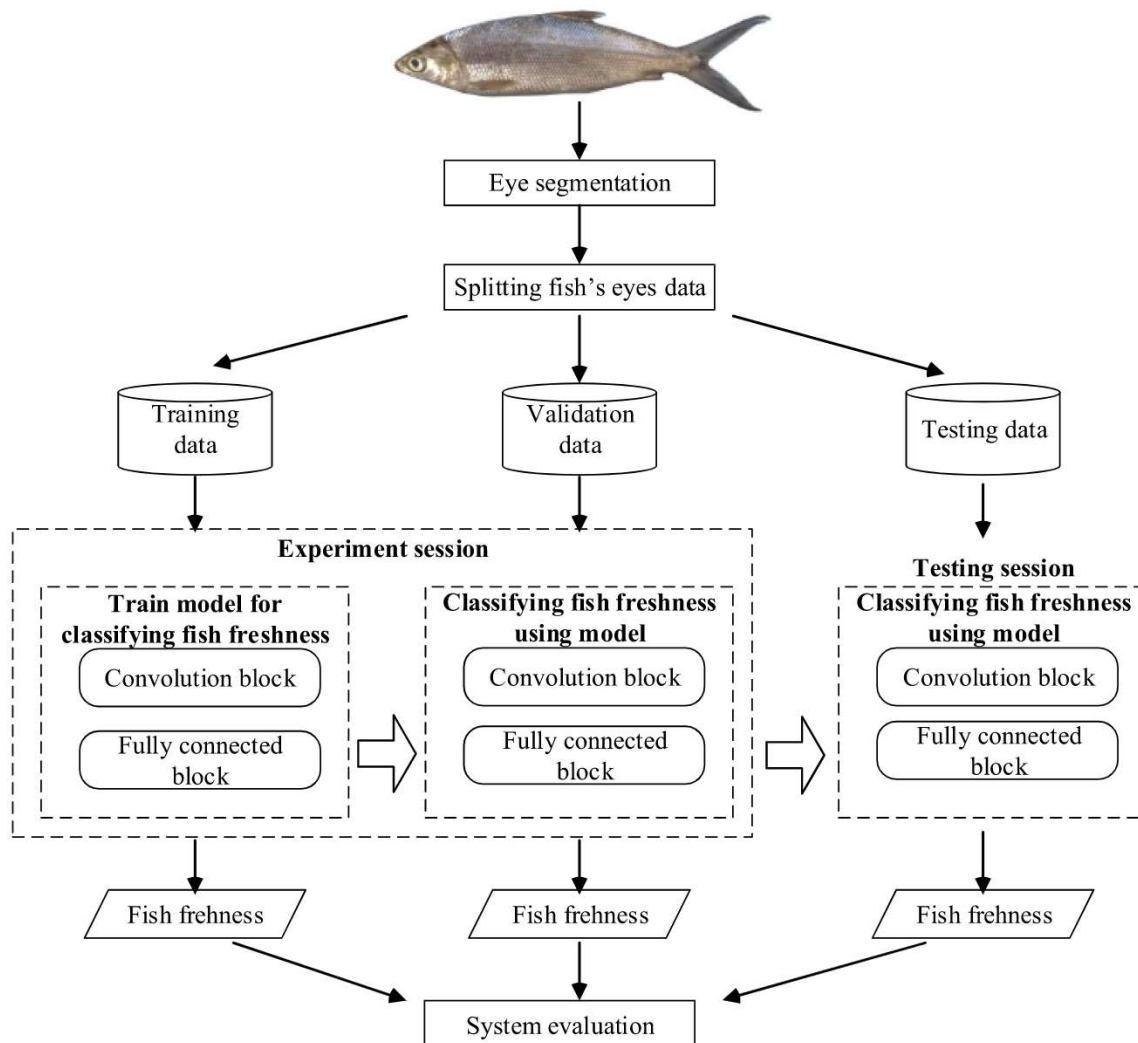 Eye segmentation
Splitting fish's eyes data
Training
data
Validation
data
Testing data
Experiment session
Train model for
classifying fish freshness
Convolution block
Fully connected
block
Classifying fish freshness
using model
Convolution block
Fully connected
block
Testing session
Classifying fish freshness
using model
Convolution block
Fully connected
block
Fish frehness
Fish frehness
Fish frehness
System evaluation